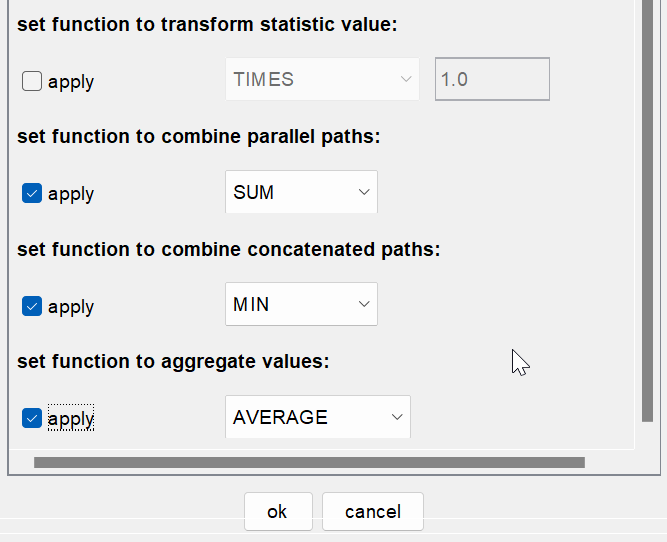 set function to transform statistic value:
apply TIMES 1.0
set function to combine parallel paths:
apply SUM
set function to combine concatenated paths:
apply MIN
set function to aggregate values:
apply AVERAGE
ok cancel